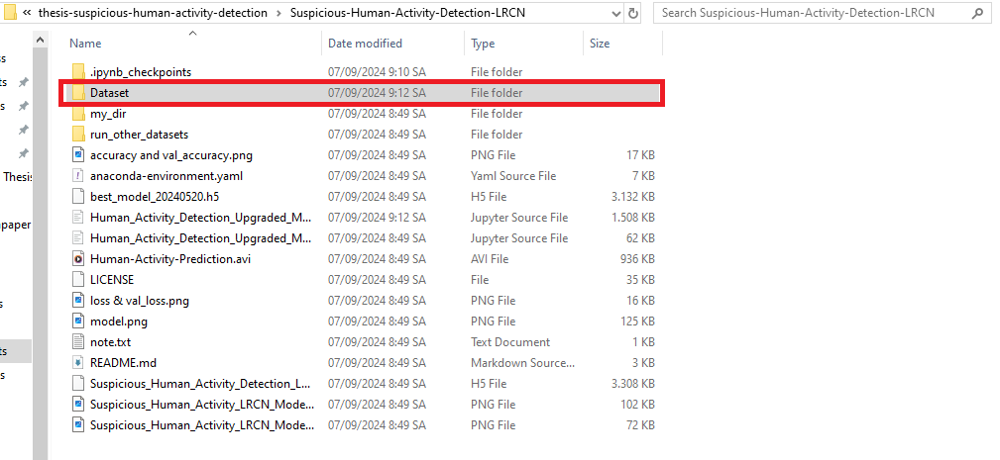 « thesis-suspicious-human-activity-detection > Suspicious-Human-Activity-Detection-LRCN Search Suspicious-Human-Activity-Detection-LRCN
Name Date modified Type Size
.ipynb_checkpoints 07/09/2024 9:10 SA File folder
Dataset 07/09/2024 9:12 SA File folder
my_dir 07/09/2024 8:49 SA File folder
run_other_datasets 07/09/2024 8:49 SA File folder
accuracy and val_accuracy.png 07/09/2024 8:49 SA PNG File 17 KB
Thesis anaconda-environment.yaml 07/09/2024 8:49 SA Yaml Source File 7 KB
best_model_20240520.h5 07/09/2024 8:49 SA H5 File 3.132 KB
Human_Activity_Detection_Upgraded_M... 07/09/2024 9:12 SA Jupyter Source File 1.508 KB
Human_Activity_Detection_Upgraded_M... 07/09/2024 8:49 SA Jupyter Source File 62 KB
Human-Activity-Prediction.avi 07/09/2024 8:49 SA AVI File 936 KB
LICENSE 07/09/2024 8:49 SA File 35 KB
loss & val_loss.png 07/09/2024 8:49 SA PNG File 16 KB
model.png 07/09/2024 8:49 SA PNG File 125 KB
note.txt 07/09/2024 8:49 SA Text Document 1 KB
README.md 07/09/2024 8:49 SA Markdown Source... 3 KB
Suspicious_Human_Activity_Detection_L... 07/09/2024 8:49 SA H5 File 3.308 KB
Suspicious_Human_Activity_LRCN_Mode... 07/09/2024 8:49 SA PNG File 102 KB
Suspicious_Human_Activity_LRCN_Mode... 07/09/2024 8:49 SA PNG File 72 KB